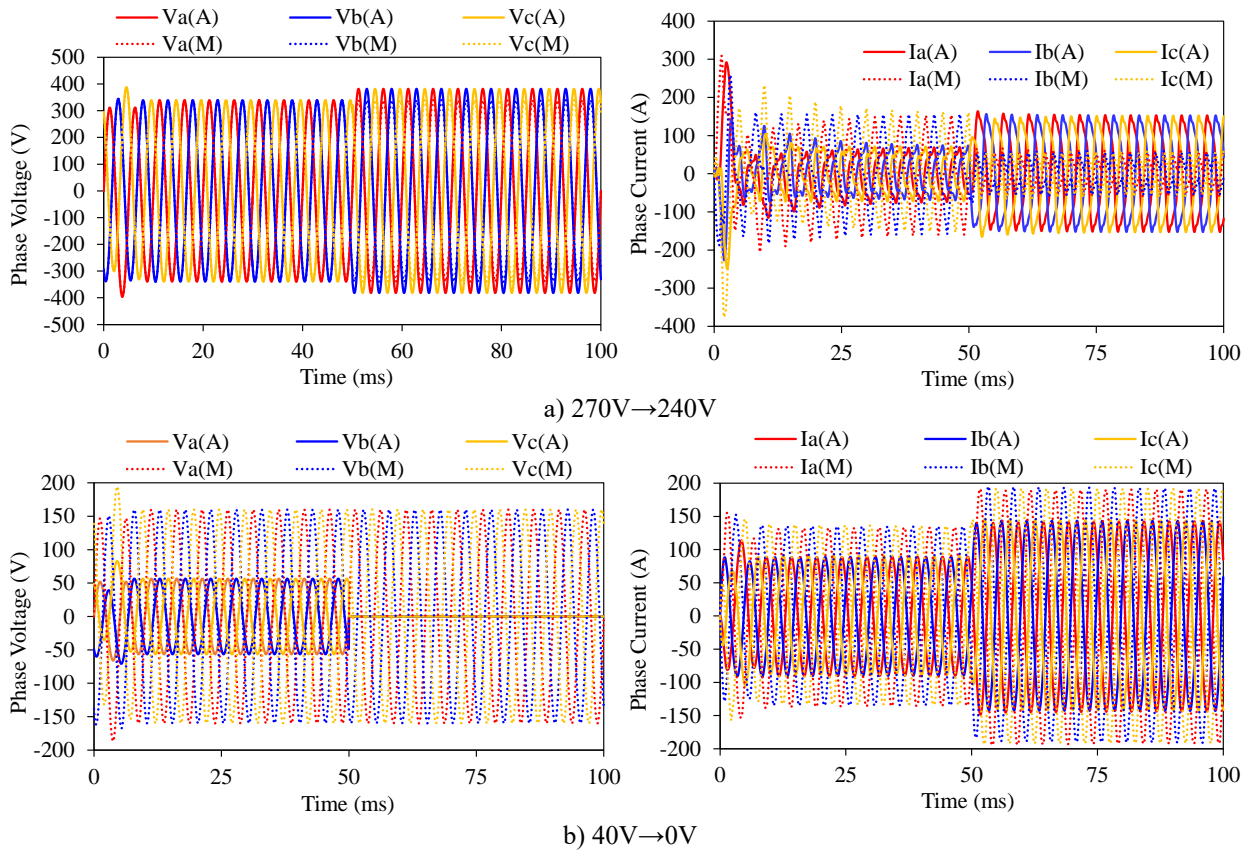 Va(A) Vb(A) Vc(A)
Va(M) Vb(M) Vc(M)
Phase Voltage (V)
500
400
300
200
100
0
-100
-200
-300
-400
-500
0 20 40 60 80 100
Time (ms)
Ia(A) Ib(A) Ic(A)
Ia(M) Ib(M) Ic(M)
Phase Current (A)
400
300
200
100
0
-100
-200
-300
-400
0 25 50 75 100
Time (ms)
a) 270V→240V
Va(A) Vb(A) Vc(A)
Va(M) Vb(M) Vc(M)
Phase Voltage (V)
200
150
100
50
0
-50
-100
-150
-200
0 25 50 75 100
Time (ms)
Ia(A) Ib(A) Ic(A)
Ia(M) Ib(M) Ic(M)
Phase Current (A)
200
150
100
50
0
-50
-100
-150
-200
0 25 50 75 100
Time (ms)
b) 40V→0V